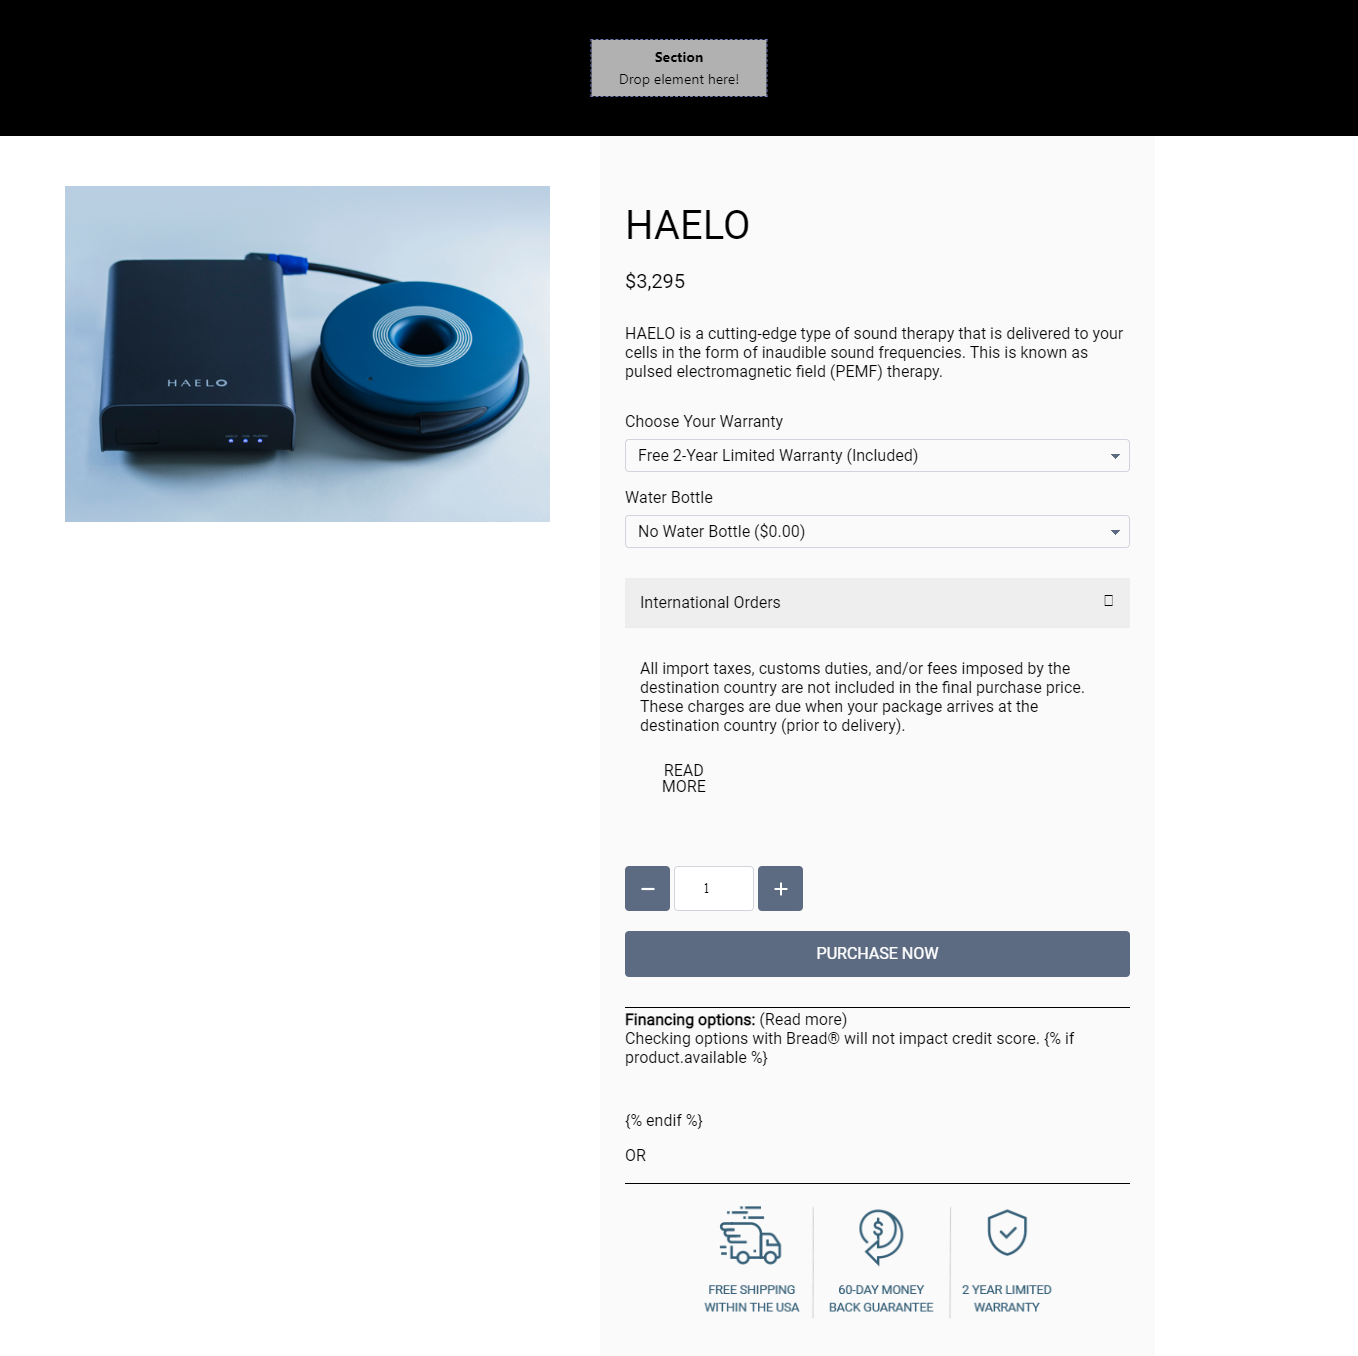 Section
Drop element here!
HAELO
HAELO
$3,295
HAELO is a cutting-edge type of sound therapy that is delivered to your
cells in the form of inaudible sound frequencies. This is known as
pulsed electromagnetic field (PEMF) therapy.
Choose Your Warranty
Free 2-Year Limited Warranty (Included)
Water Bottle
No Water Bottle ($0.00)
International Orders
All import taxes, customs duties, and/or fees imposed by the
destination country are not included in the final purchase price.
These charges are due when your package arrives at the
destination country (prior to delivery).
READ
MORE
1
PURCHASE NOW
Financing options: (Read more)
Checking options with Bread® will not impact credit score. {% if
product.available %}
{% endif %}
OR
FREE SHIPPING
WITHIN THE USA
60-DAY MONEY
BACK GUARANTEE
2 YEAR LIMITED
WARRANTY